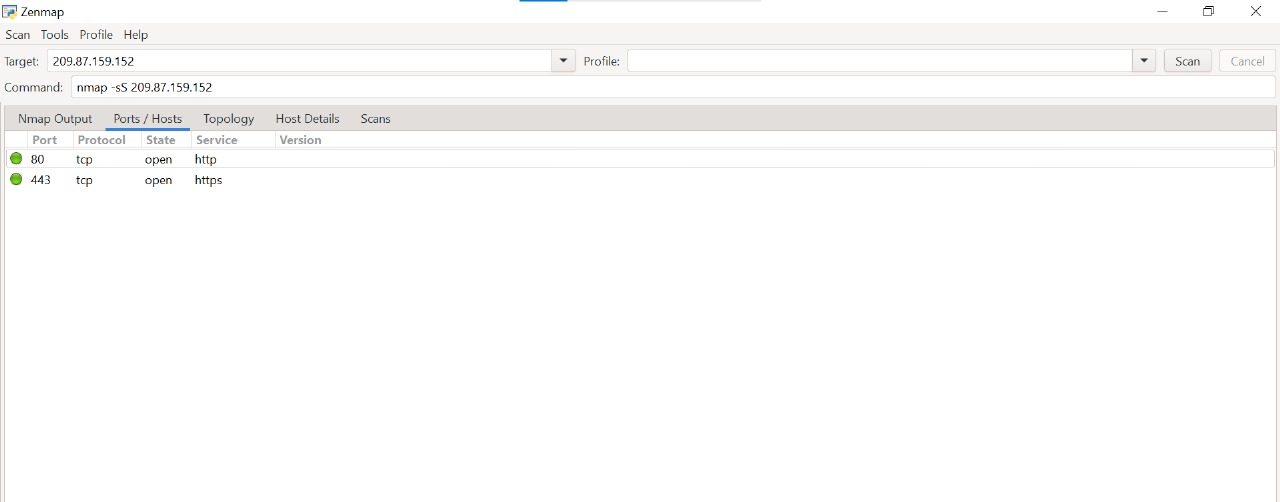 Zenmap
Scan Tools Profile Help
Target: 209.87.159.152 Profile: Scan Cancel
Command: nmap -sS 209.87.159.152
Nmap Output Ports / Hosts Topology Host Details Scans
Port Protocol State Service Version
80 tcp open http
443 tcp open https